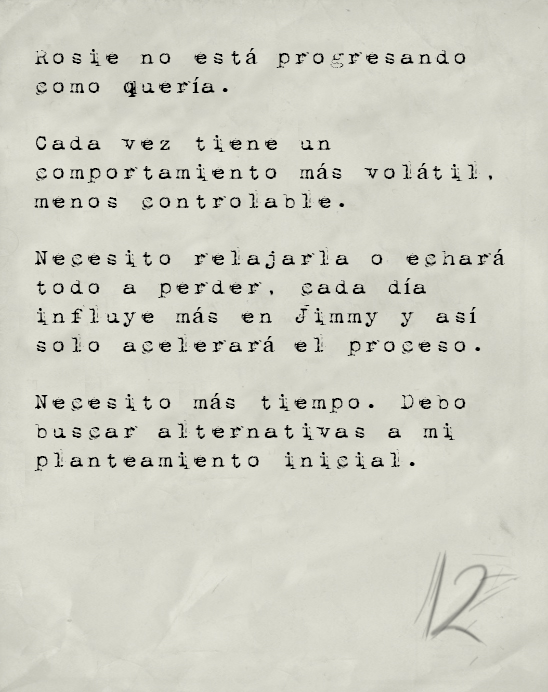 Rosie no está progresando
como quería.
Cada vez tiene un
comportamiento más volátil,
menos controlable.
Necesito relajarla o echará
todo a perder, cada día
influye más en Jimmy y así
solo acelerará el proceso.
Necesito más tiempo. Debo
buscar alternativas a mi
planteamiento inicial.
12